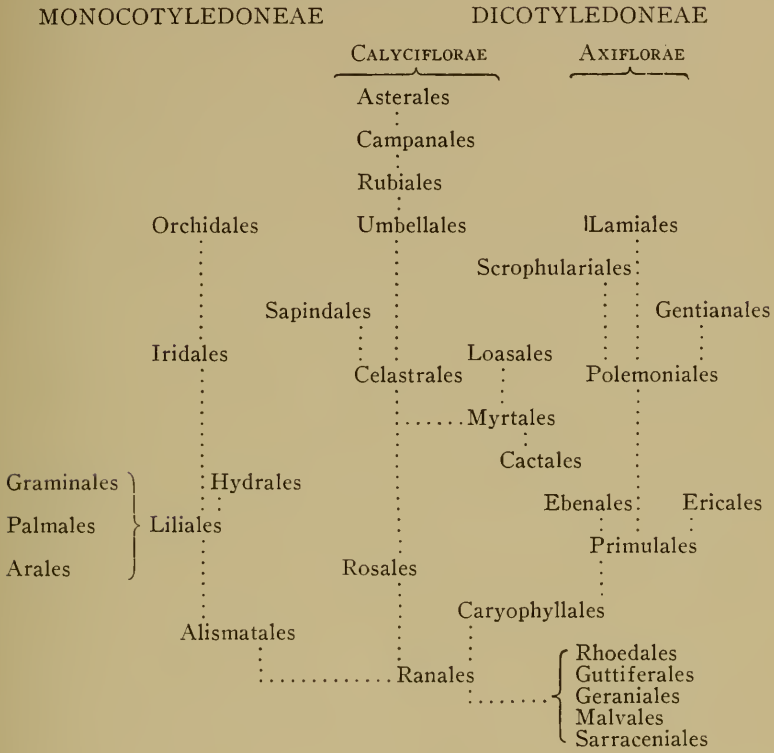 MONOCOTYLEDONEAE DICOTYLEDONEAE
CALYCIFLORAE AXIFLORAE
Asterales
Campanales
Rubiales
Orchidales Umbellales Lamiales
Scrophulariales
Sapindales Gentianales
Iridales Loasales
Celastrales Polemoniales
Myrtales
Cactales
Graminales Hydrales
Ebenales Ericales
Palmales Liliales
Primulales
Arales Rosales
Caryophyllales
Alismatales
Rhoedales
Ranales Guttiferales
Geraniales
Malvales
Sarraceniales